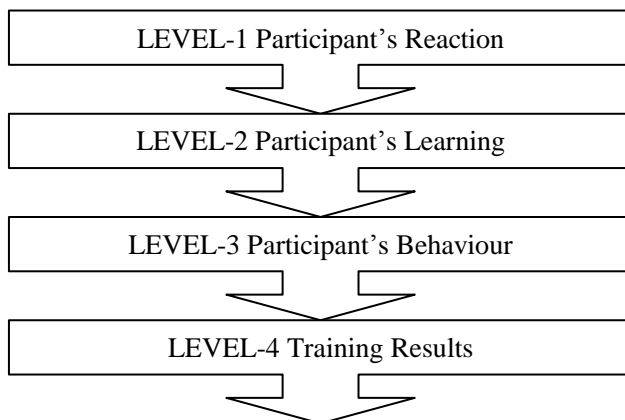 LEVEL-1 Participant’s Reaction
LEVEL-2 Participant’s Learning
LEVEL-3 Participant’s Behaviour
LEVEL-4 Training Results